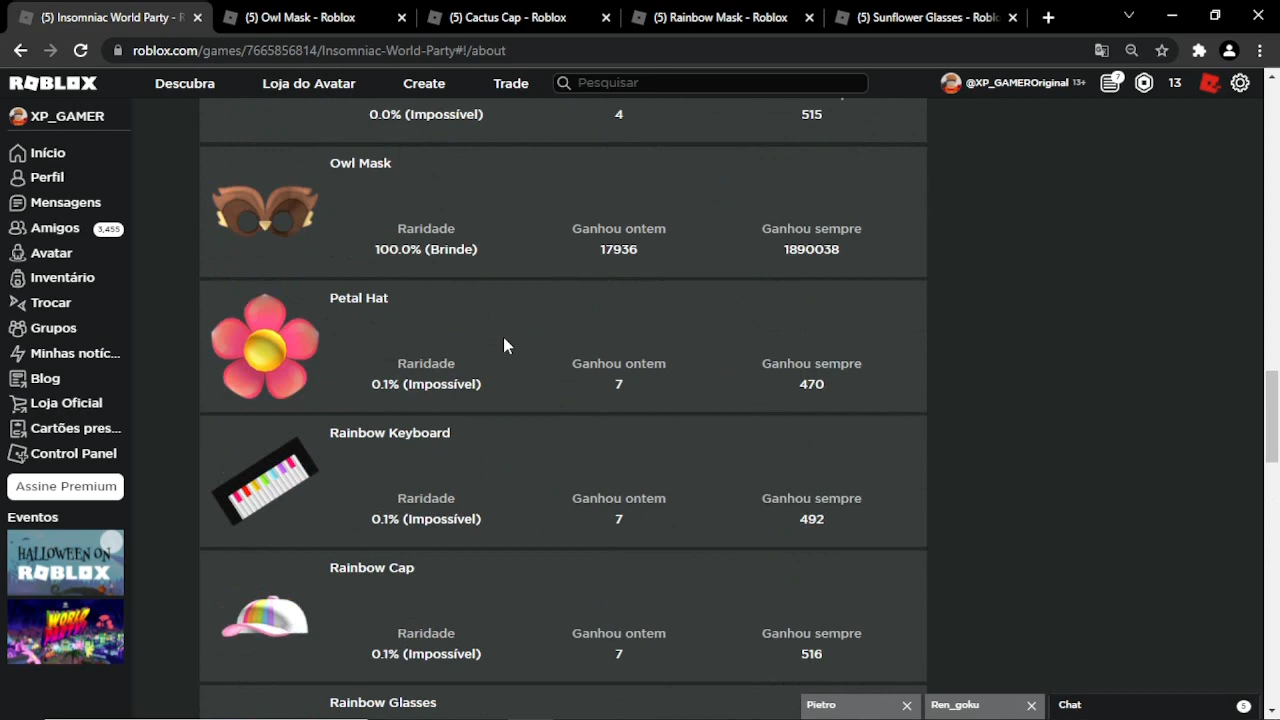 (5) Insomniac World Party - R
(5) Owl Mask - Roblox
(5) Cactus Cap - Roblox
(5) Rainbow Mask - Roblox
(5) Sunflower Glasses - Roblo
roblox.com/games/7665856814/Insomniac-World-Party#!/about
ROBLOX
Descubra
Loja do Avatar
Create
Trade
Pesquisar
@XP_GAMEROriginal 13+
7
13
XP_GAMER
Início
Perfil
Mensagens
Amigos 3,455
Avatar
Inventário
Trocar
Grupos
Minhas notíc...
Blog
Loja Oficial
Cartões pres...
Control Panel
Assine Premium
Eventos
HALLOWEEN ON
ROBLOX
WORLD
PARTY
0.0% (Impossível) 4 515
Owl Mask
Raridade Ganhou ontem Ganhou sempre
100.0% (Brinde) 17936 1890038
Petal Hat
Raridade Ganhou ontem Ganhou sempre
0.1% (Impossível) 7 470
Rainbow Keyboard
Raridade Ganhou ontem Ganhou sempre
0.1% (Impossível) 7 492
Rainbow Cap
Raridade Ganhou ontem Ganhou sempre
0.1% (Impossível) 7 516
Rainbow Glasses
Pietro
Ren_goku
Chat 5